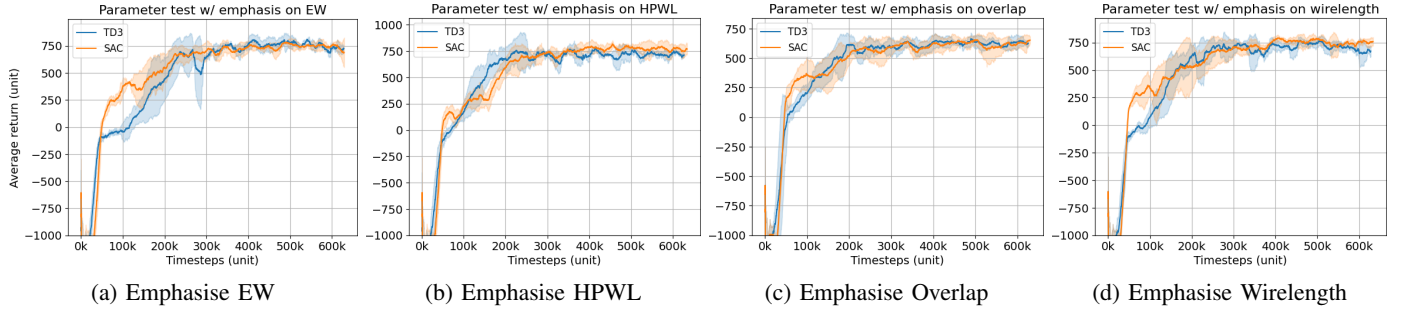 Parameter test w/ emphasis on EW
TD3
SAC
Average return (unit)
750
500
250
0
−250
−500
−750
−1000
0k 100k 200k 300k 400k 500k 600k
Timesteps (unit)
(a) Emphasise EW
Parameter test w/ emphasis on HPWL
TD3
SAC
1000
750
500
250
0
−250
−500
−750
−1000
0k 100k 200k 300k 400k 500k 600k
Timesteps (unit)
(b) Emphasise HPWL
Parameter test w/ emphasis on overlap
TD3
SAC
750
500
250
0
−250
−500
−750
−1000
0k 100k 200k 300k 400k 500k 600k
Timesteps (unit)
(c) Emphasise Overlap
Parameter test w/ emphasis on wirelength
TD3
SAC
750
500
250
0
−250
−500
−750
−1000
0k 100k 200k 300k 400k 500k 600k
Timesteps (unit)
(d) Emphasise Wirelength